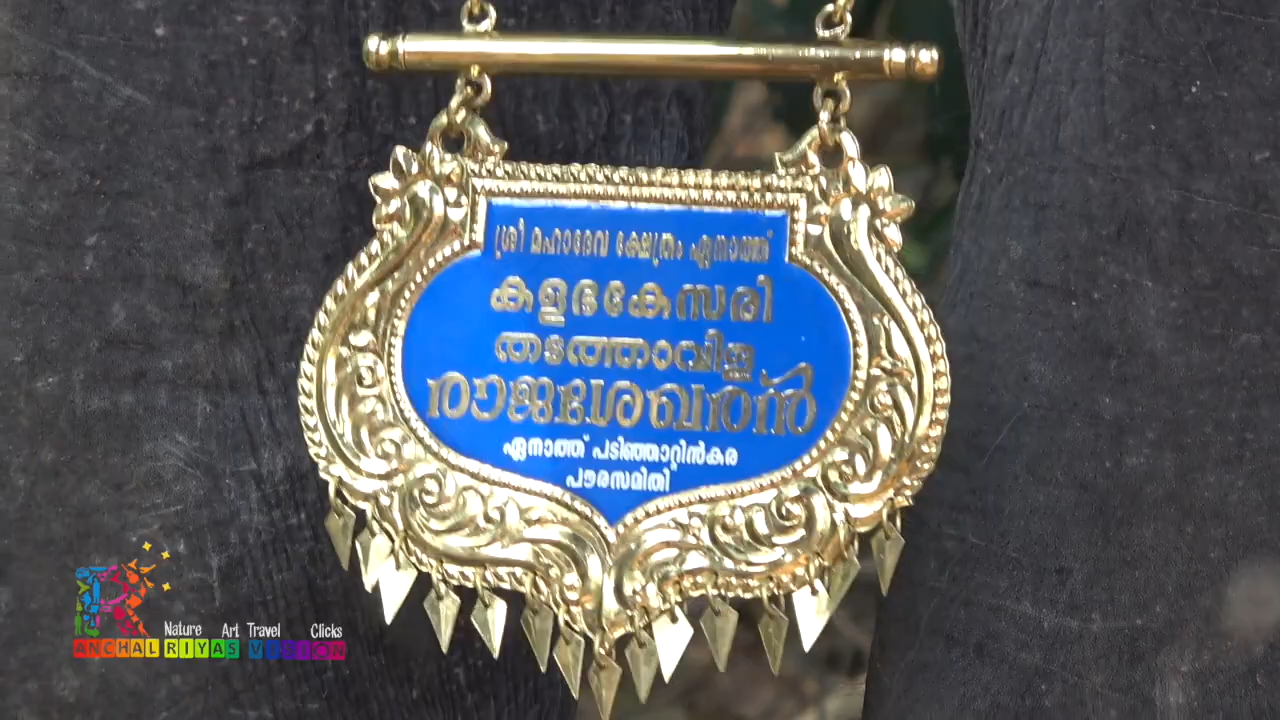 ശ്രീ മഹാദേവ ക്ഷേത്രം ഏനാത്ത്
കളഭകേസരി
തടത്താവിള
രാജശേഖരൻ
ഏനാത്ത് പടിഞ്ഞാറ്റിൻകര
പൗരസമിതി
Nature Art Travel Clicks
ANCHAL RIYAS VISION